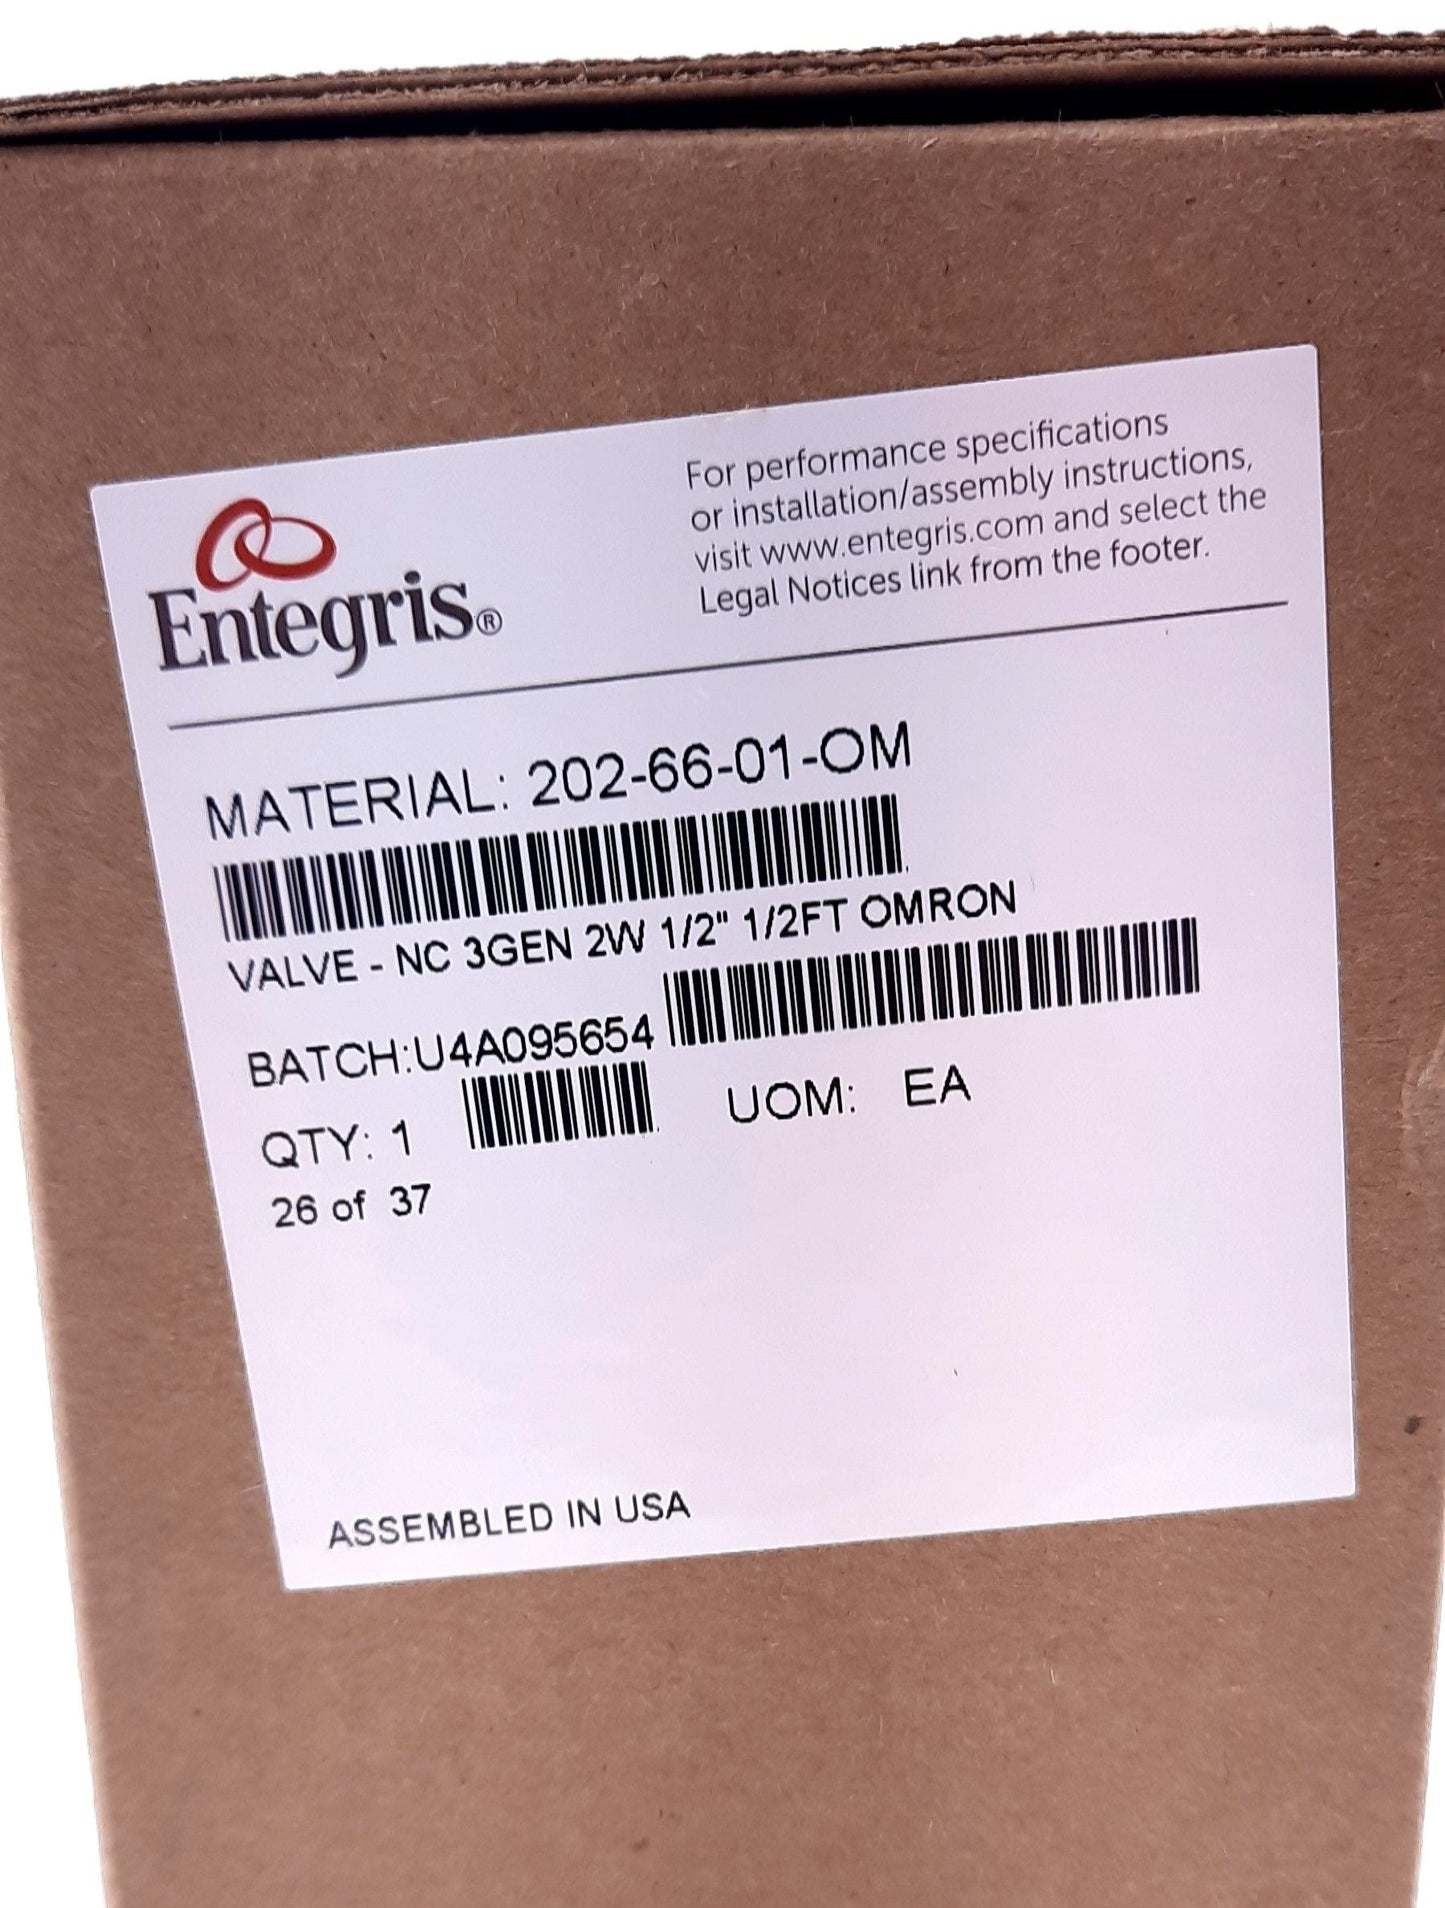 Entegris®
For performance specifications
or installation/assembly instructions,
visit www.entegris.com and select the
Legal Notices link from the footer.
MATERIAL: 202-66-01-OM
VALVE - NC 3GEN 2W 1/2" 1/2FT OMRON
BATCH:U4A095654
QTY: 1 UOM: EA
26 of 37
ASSEMBLED IN USA